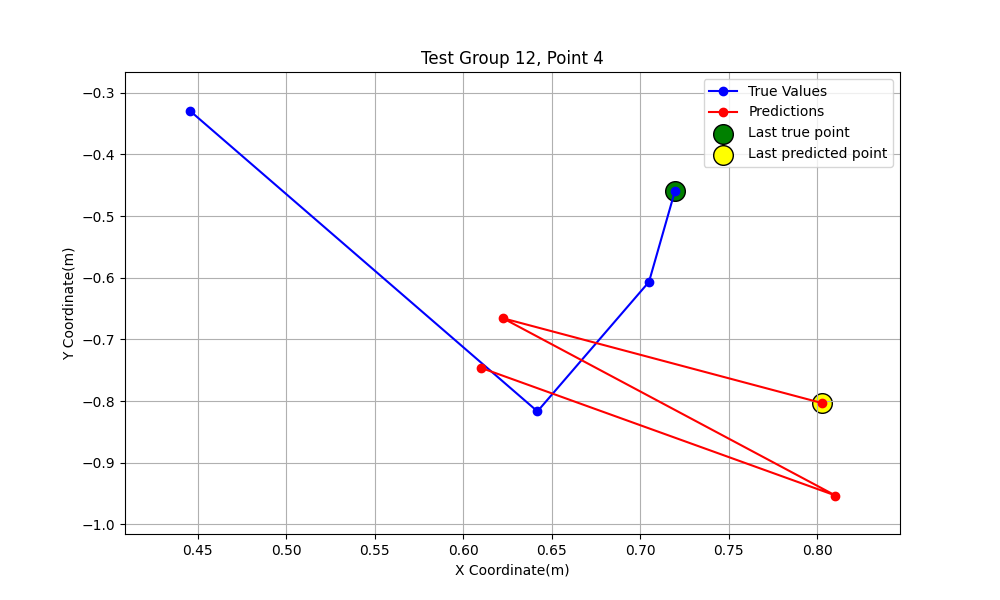 Test Group 12, Point 4
True Values
Predictions
Last true point
Last predicted point
−0.3
−0.4
−0.5
−0.6
−0.7
−0.8
−0.9
−1.0
Y Coordinate(m)
0.45 0.50 0.55 0.60 0.65 0.70 0.75 0.80
X Coordinate(m)